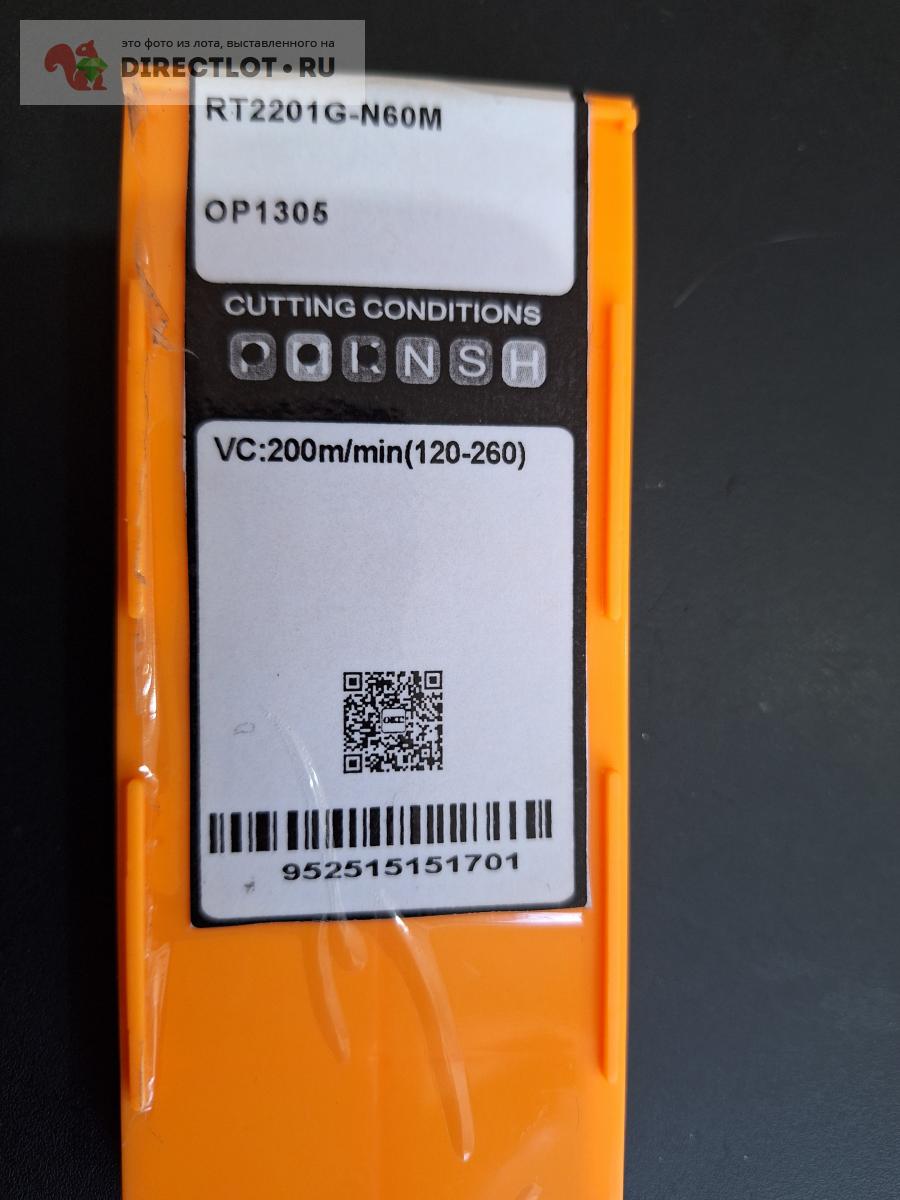 это фото из лота, выставленного на
DIRECTLOT.RU
RT2201G-N60M
OP1305
CUTTING CONDITIONS
P M K N S H
VC:200m/min(120-260)
OKT
952515151701